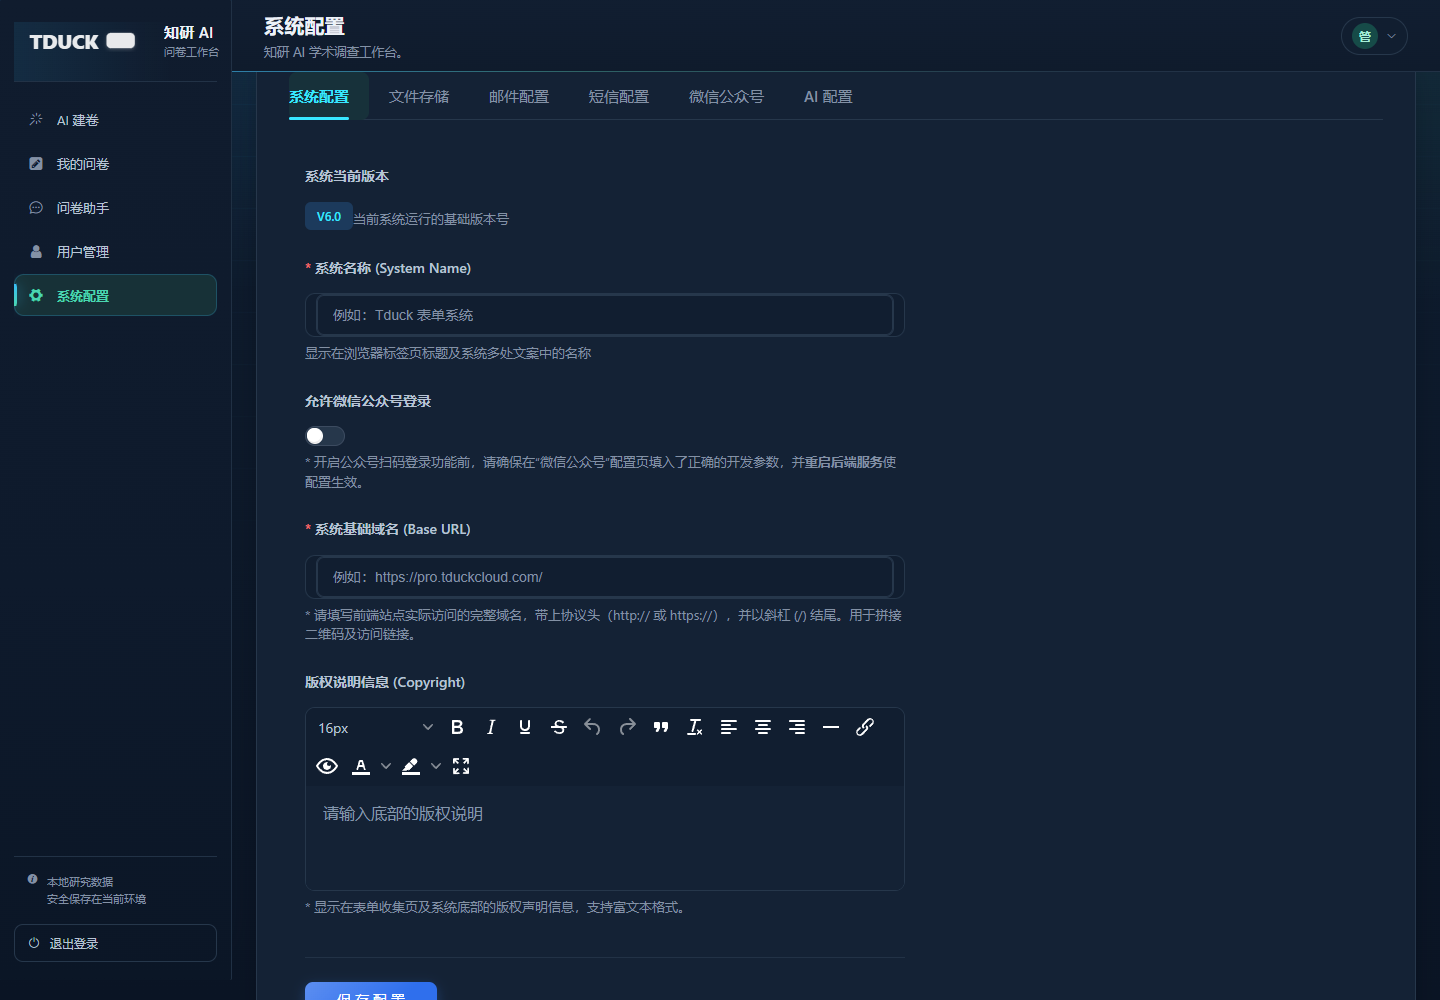 TDUCK
知研 AI
问卷工作台
AI 建卷
我的问卷
问卷助手
用户管理
系统配置
本地研究数据
安全保存在当前环境
退出登录
系统配置
知研 AI 学术调查工作台。
管
系统配置 文件存储 邮件配置 短信配置 微信公众号 AI 配置
系统当前版本
V6.0 当前系统运行的基础版本号
* 系统名称 (System Name)
例如：Tduck 表单系统
显示在浏览器标签页标题及系统多处文案中的名称
允许微信公众号登录
* 开启公众号扫码登录功能前，请确保在“微信公众号”配置页填入了正确的开发参数，并重启后端服务使
配置生效。
* 系统基础域名 (Base URL)
例如：https://pro.tduckcloud.com/
* 请填写前端站点实际访问的完整域名，带上协议头（http:// 或 https://），并以斜杠 (/) 结尾。用于拼接
二维码及访问链接。
版权说明信息 (Copyright)
16px
请输入底部的版权说明
* 显示在表单收集页及系统底部的版权声明信息，支持富文本格式。
保存配置